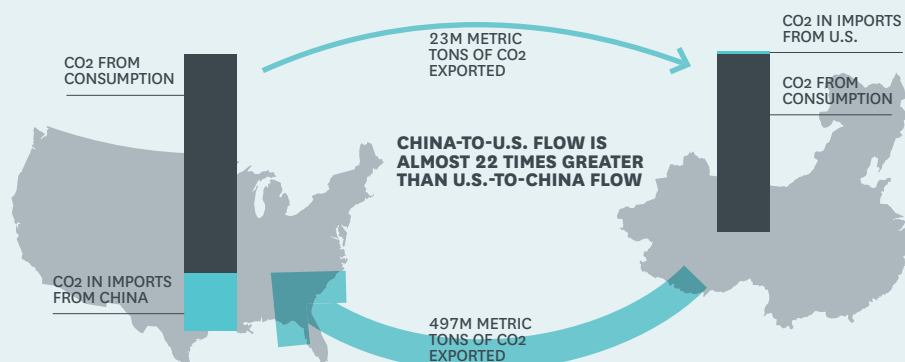 CO2 FROM
CONSUMPTION
23M METRIC
TONS OF CO2
EXPORTED
CO2 IN IMPORTS
FROM U.S.
CO2 FROM
CONSUMPTION
CHINA-TO-U.S. FLOW IS
ALMOST 22 TIMES GREATER
THAN U.S.-TO-CHINA FLOW
CO2 IN IMPORTS
FROM CHINA
497M METRIC
TONS OF CO2
EXPORTED